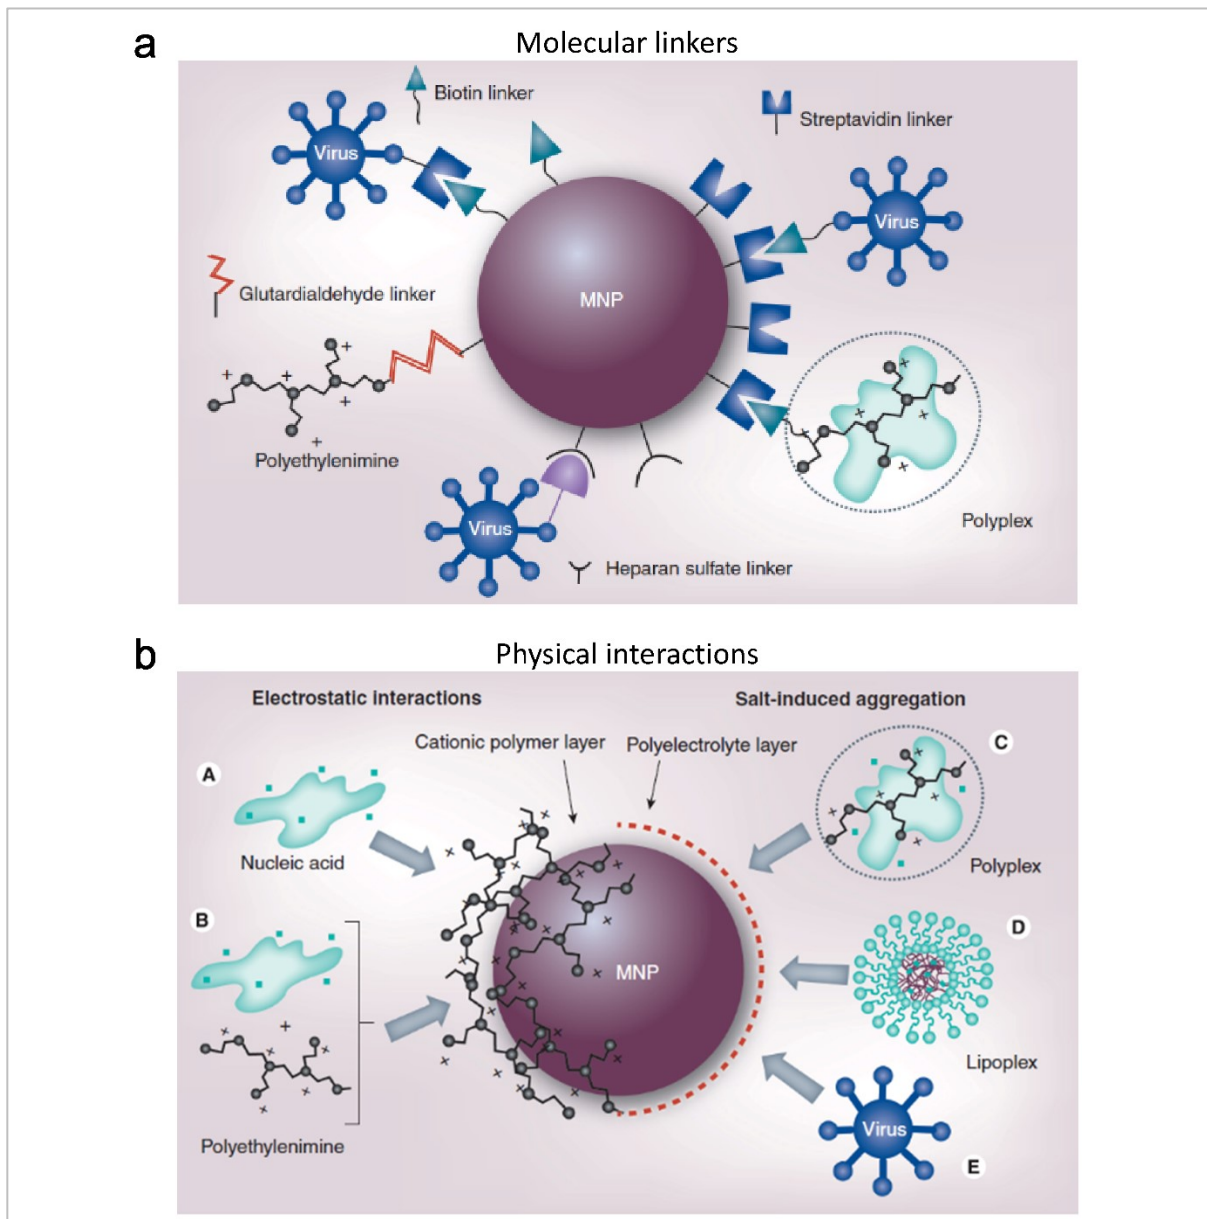 a
Molecular linkers
Biotin linker
Streptavidin linker
Virus
Virus
Glutardialdehyde linker
MNP
+
+
+
+
+
Polyethylenimine
Polyplex
Virus
Heparan sulfate linker
b
Physical interactions
Electrostatic interactions
Salt-induced aggregation
Cationic polymer layer
Polyelectrolyte layer
A
C
Nucleic acid
Polyplex
B
D
MNP
+
Lipoplex
Polyethylenimine
Virus
E